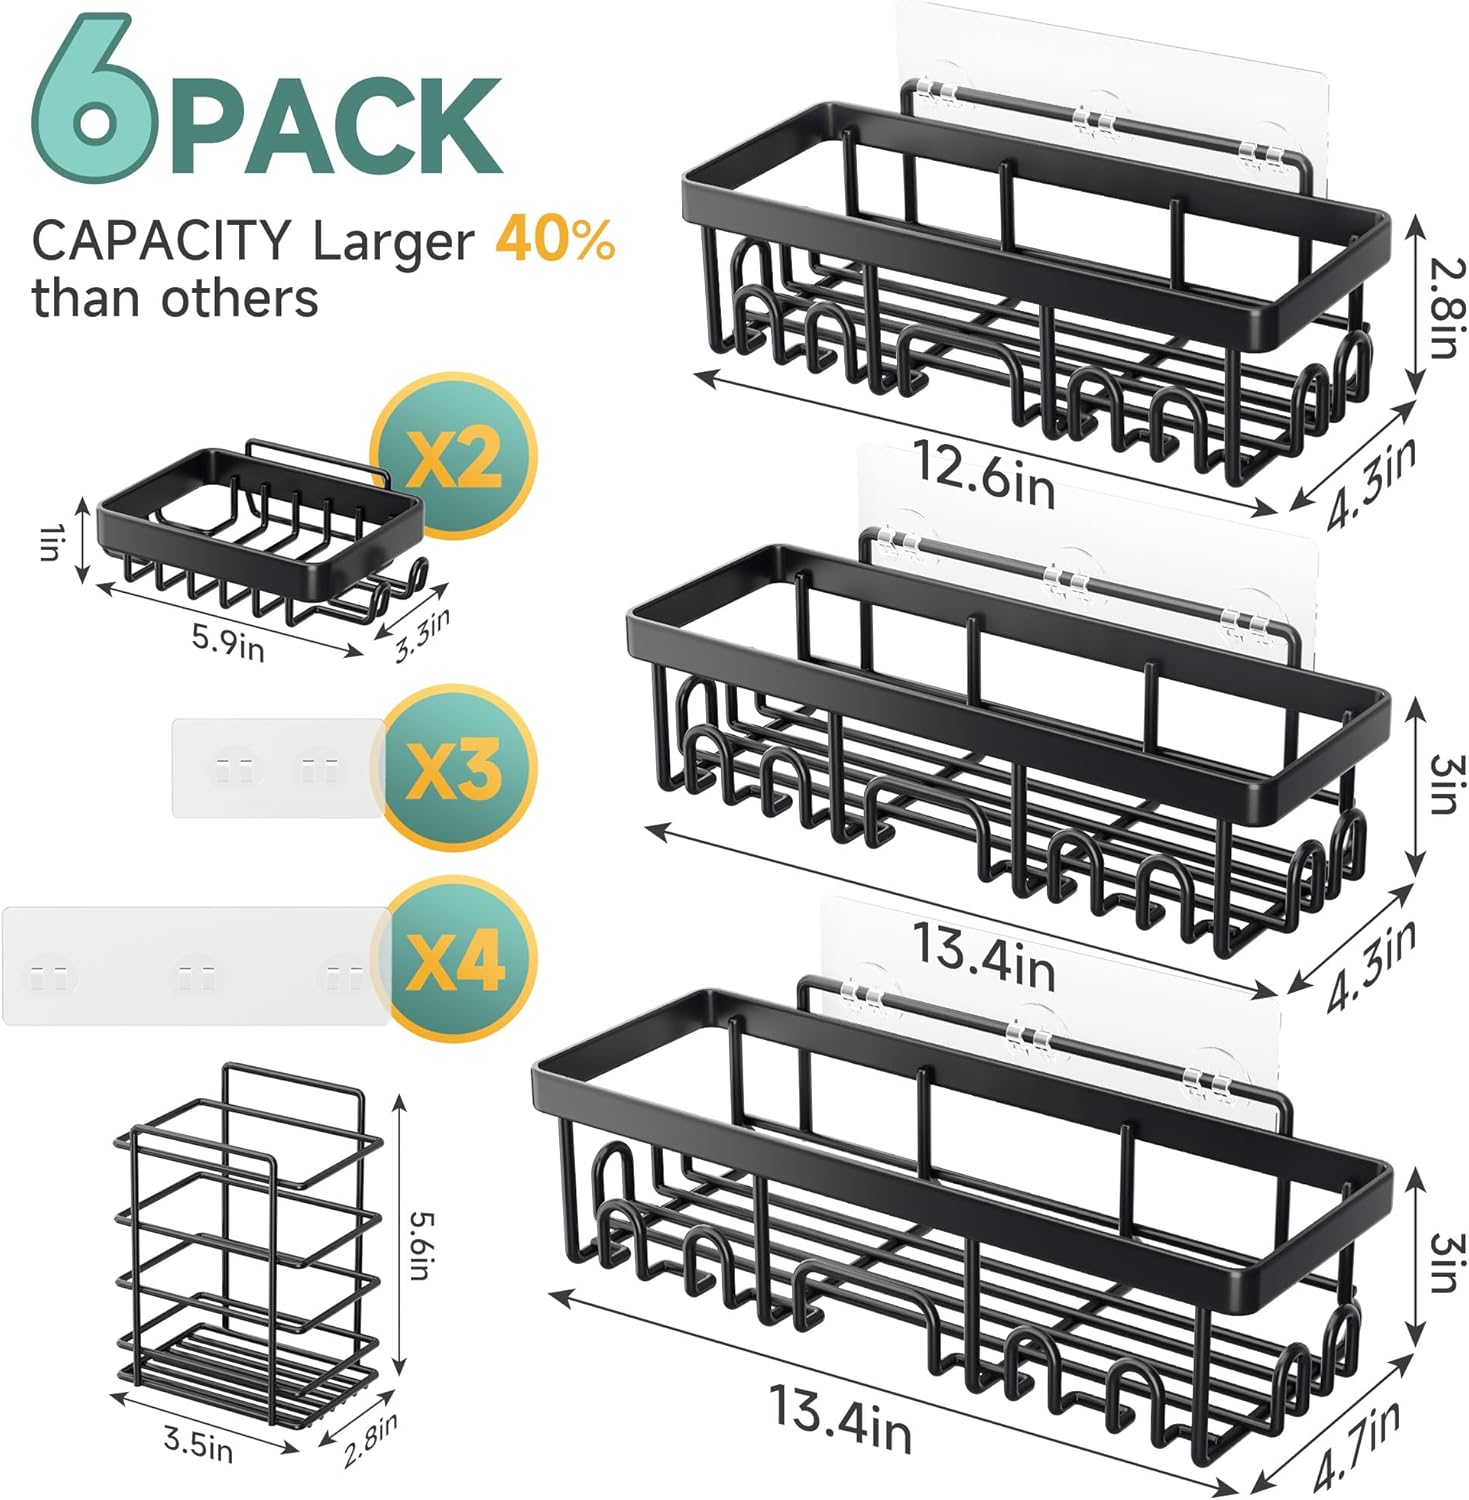 6PACK
CAPACITY Larger 40%
than others
2.8in
12.6in
4.3in
X2
1in
5.9in
3.3in
X3
3in
13.4in
4.3in
X4
5.6in
3.5in
2.8in
3in
13.4in
4.7in